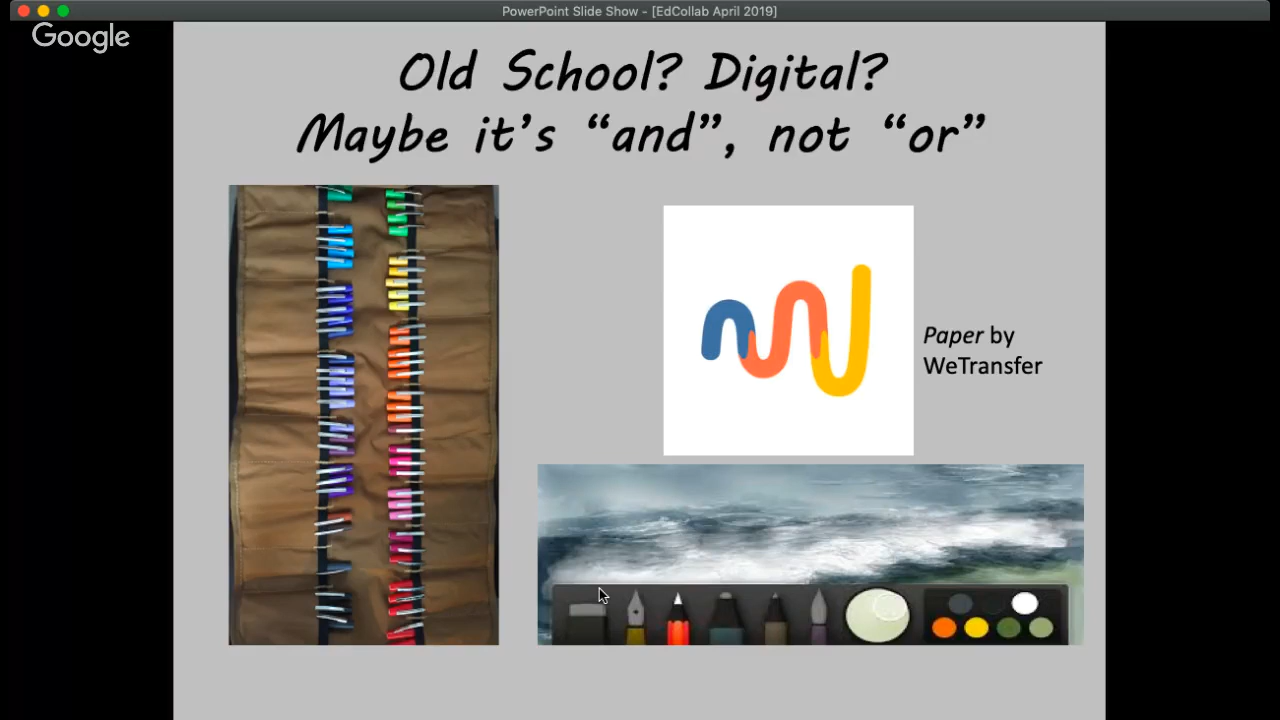 PowerPoint Slide Show - [EdCollab April 2019]
Google
Old School? Digital?
Maybe it's “and”, not “or”
Paper by
WeTransfer